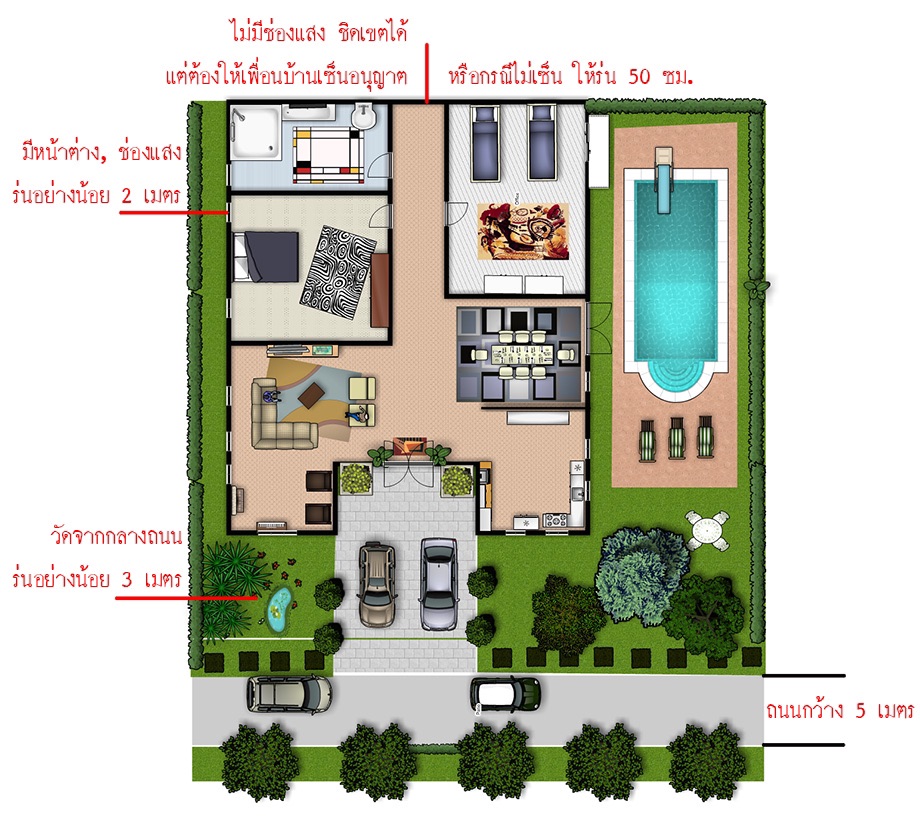 ไม่มีช่องแสง ชิดเขตได้
แต่ต้องให้เพื่อนบ้านเซ็นอนุญาต
หรือกรณีไม่เซ็น ให้ร่น 50 ซม.
มีหน้าต่าง, ช่องแสง
ร่นอย่างน้อย 2 เมตร
วัดจากกลางถนน
ร่นอย่างน้อย 3 เมตร
ถนนกว้าง 5 เมตร